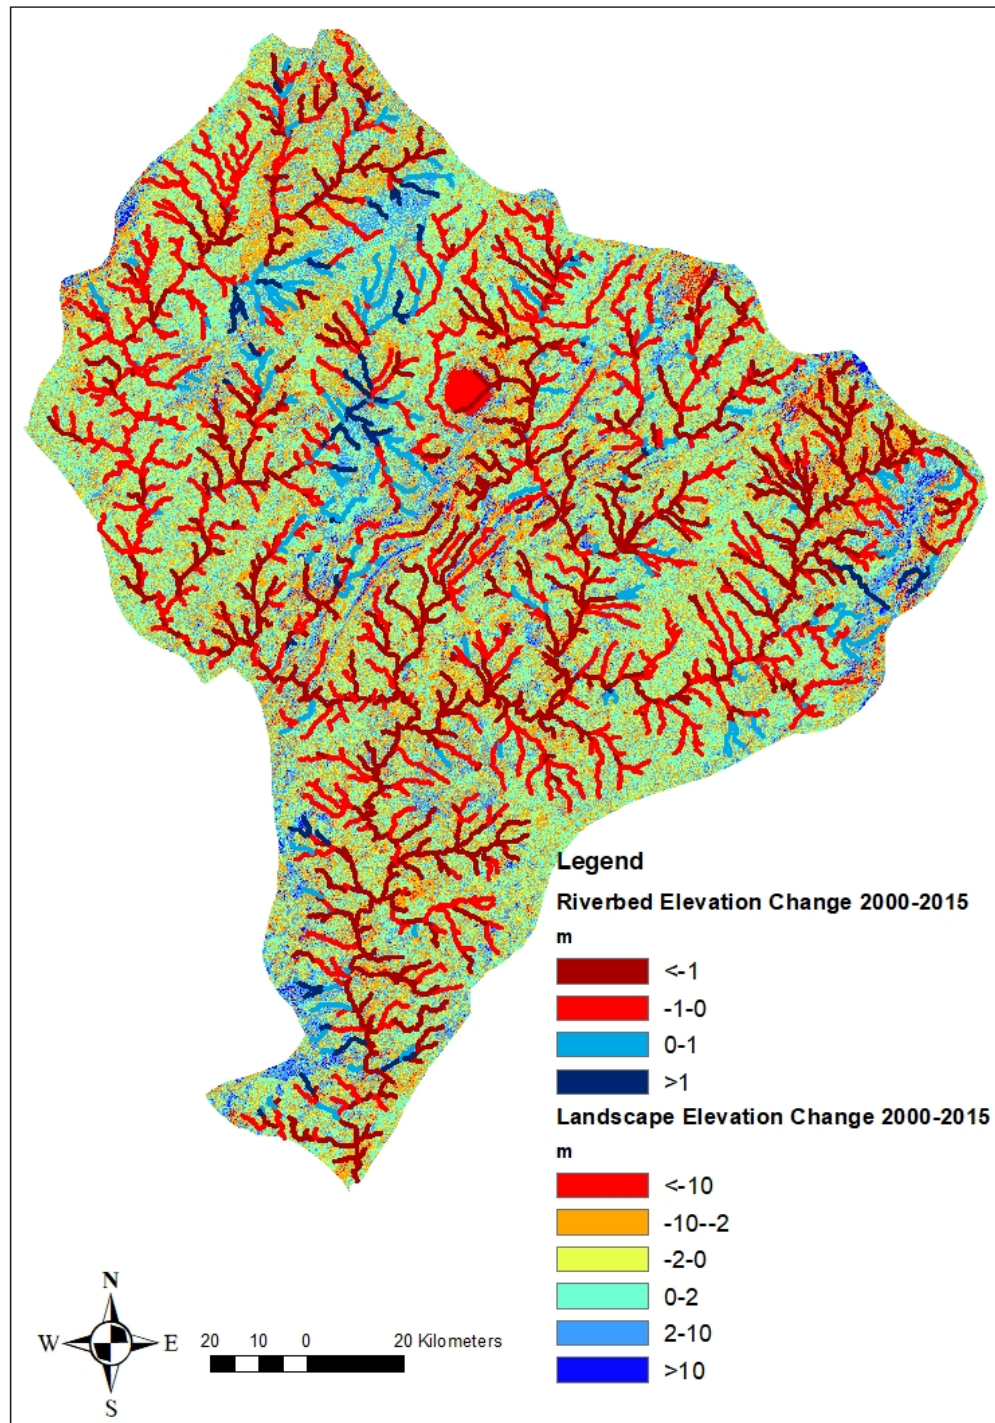 Legend
Riverbed Elevation Change 2000-2015
m
<-1
-1-0
0-1
>1
Landscape Elevation Change 2000-2015
m
<-10
-10--2
-2-0
0-2
2-10
>10
N
W E
S
20 10 0 20 Kilometers